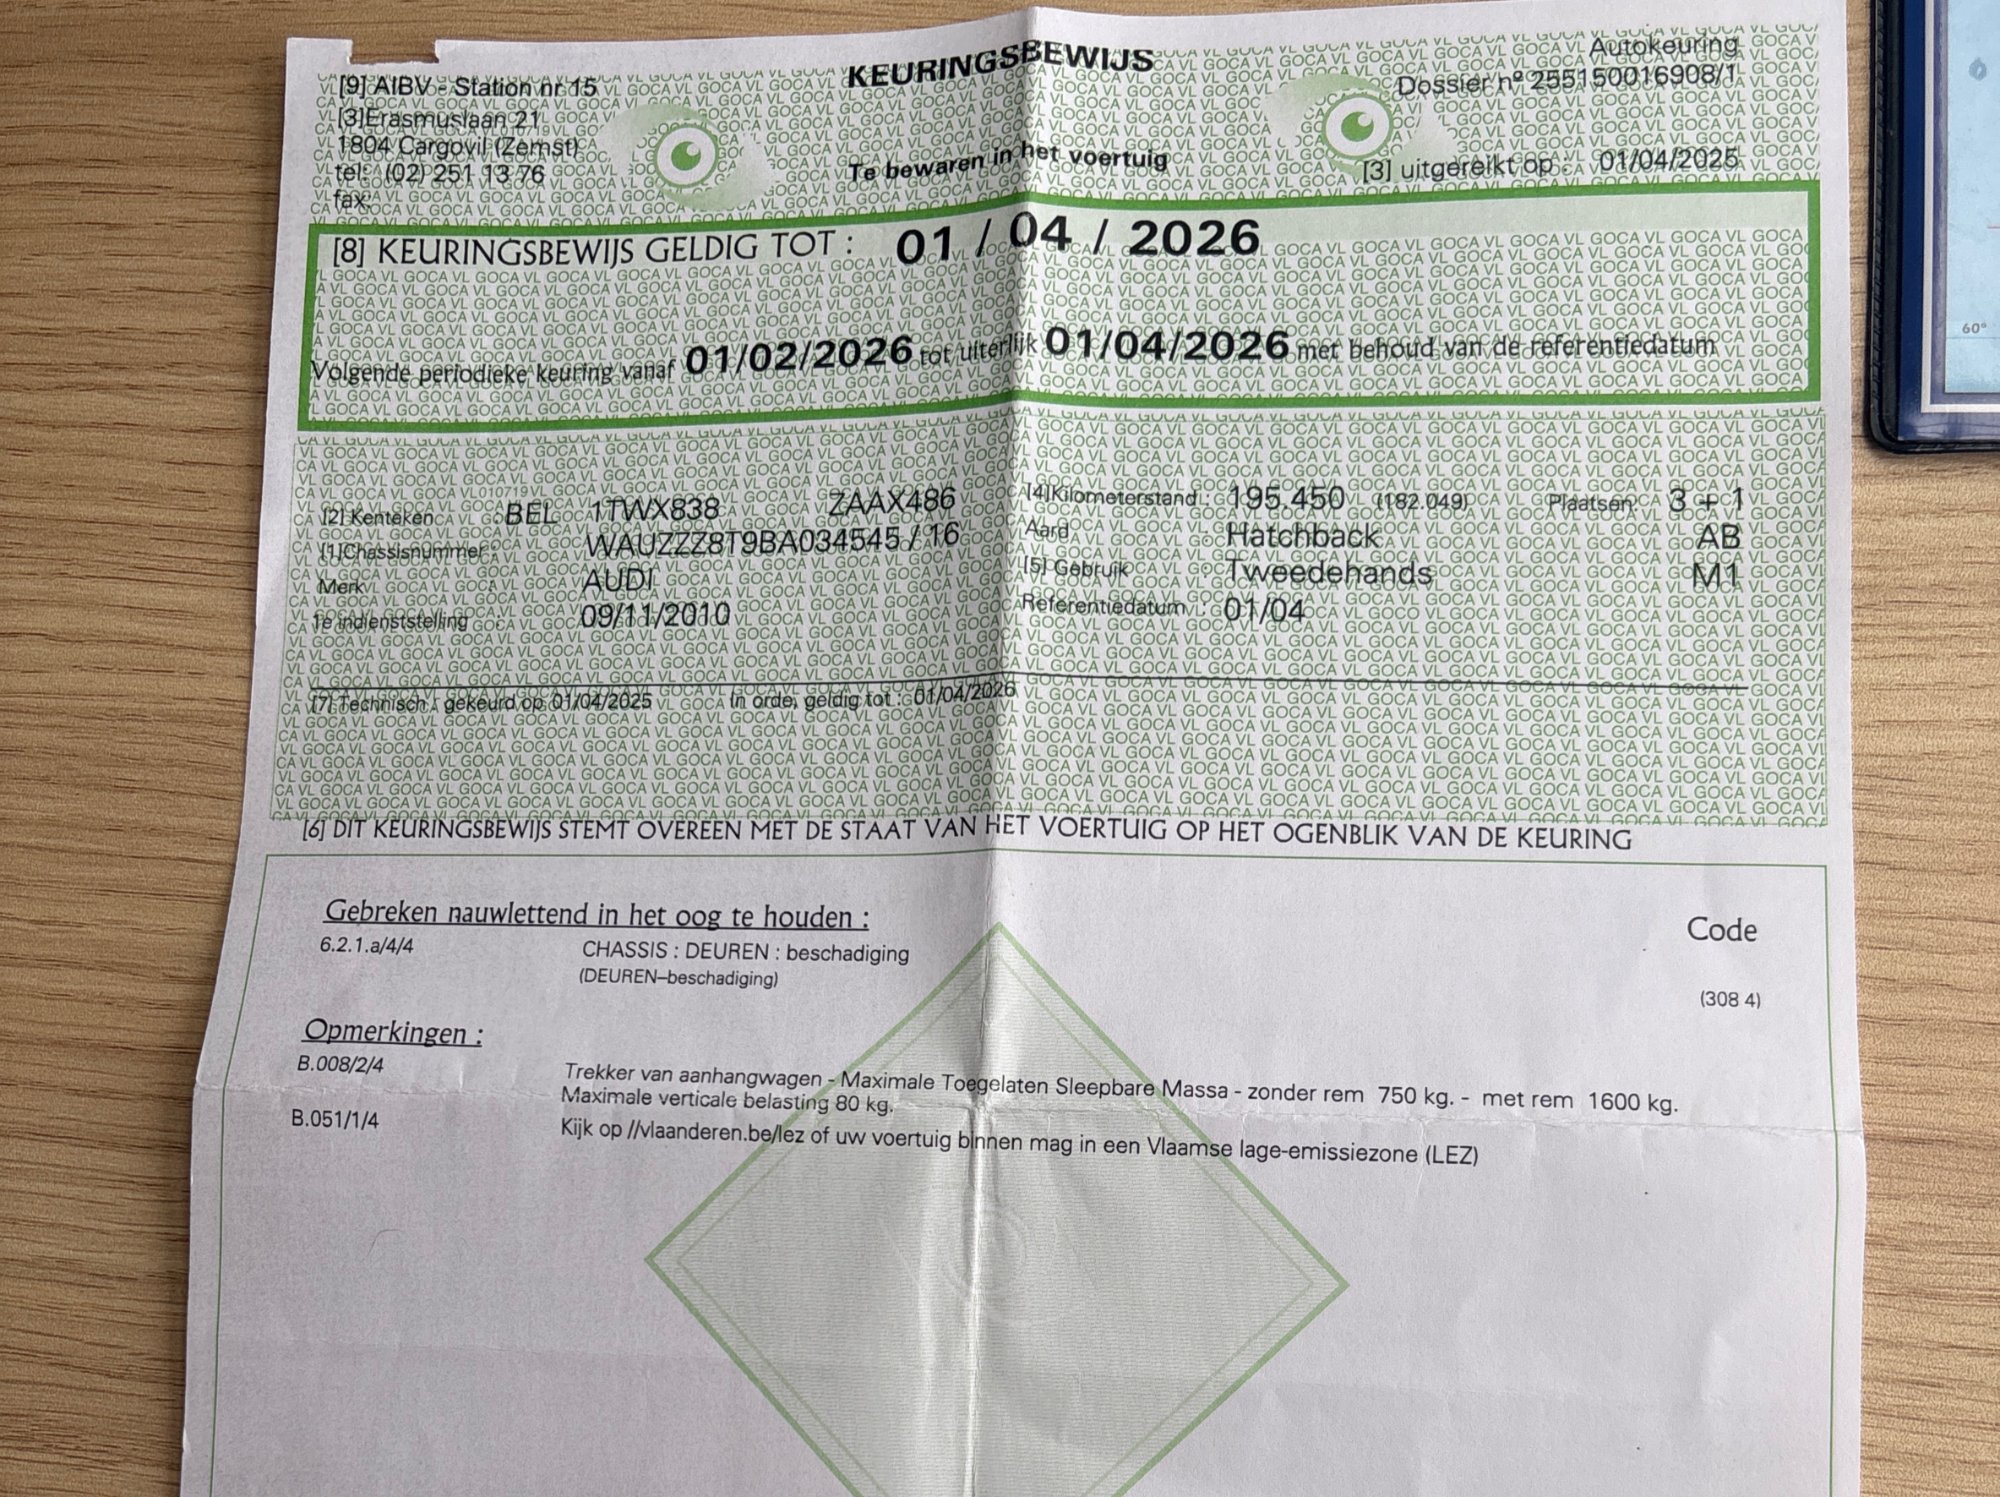 KEURINGSBEWIJS
Autokeuring
[9] AIBV - Station nr 15
Dossier nº 255150016908/1
[3]Erasmuslaan 21
1804 Cargovil (Zemst)
Te bewaren in het voertuig
[3] uitgereikt op : 01/04/2025
tel: (02) 251 13 76
fax:
[8] KEURINGSBEWIJS GELDIG TOT : 01 / 04 / 2026
Volgende periodieke keuring vanaf 01/02/2026 tot uiterlijk 01/04/2026 met behoud van de referentiedatum
[2] Kenteken BEL 1TWX838 ZAAX486
[4]Kilometerstand : 195.450 (182.049) Plaatsen: 3 + 1
[1]Chassisnummer WAUZZZ8T9BA034545 / 16
Aard Hatchback AB
Merk : AUDI
[5] Gebruik Tweedehands M1
1e indienststelling : 09/11/2010
Referentiedatum : 01/04
[7] Technisch : gekeurd op 01/04/2025 In orde, geldig tot : 01/04/2026
[6] DIT KEURINGSBEWIJS STEMT OVEREEN MET DE STAAT VAN HET VOERTUIG OP HET OGENBLIK VAN DE KEURING
Gebreken nauwlettend in het oog te houden :
Code
6.2.1.a/4/4 CHASSIS : DEUREN : beschadiging
(DEUREN–beschadiging)
(308 4)
Opmerkingen :
B.008/2/4 Trekker van aanhangwagen - Maximale Toegelaten Sleepbare Massa - zonder rem 750 kg. - met rem 1600 kg.
Maximale verticale belasting 80 kg.
B.051/1/4 Kijk op //vlaanderen.be/lez of uw voertuig binnen mag in een Vlaamse lage-emissiezone (LEZ)
60°